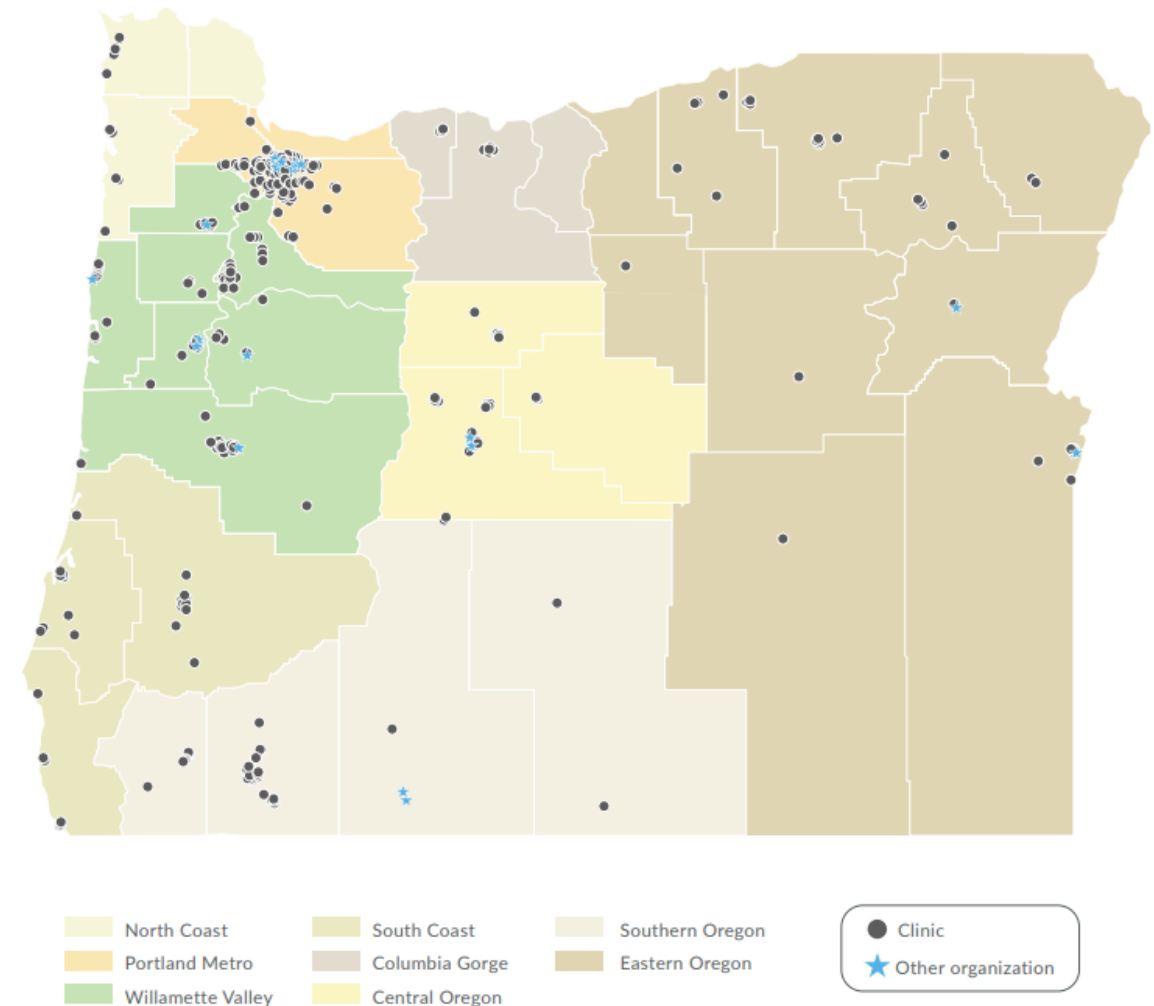 North Coast
South Coast
Southern Oregon
Clinic
Portland Metro
Columbia Gorge
Eastern Oregon
Other organization
Willamette Valley
Central Oregon